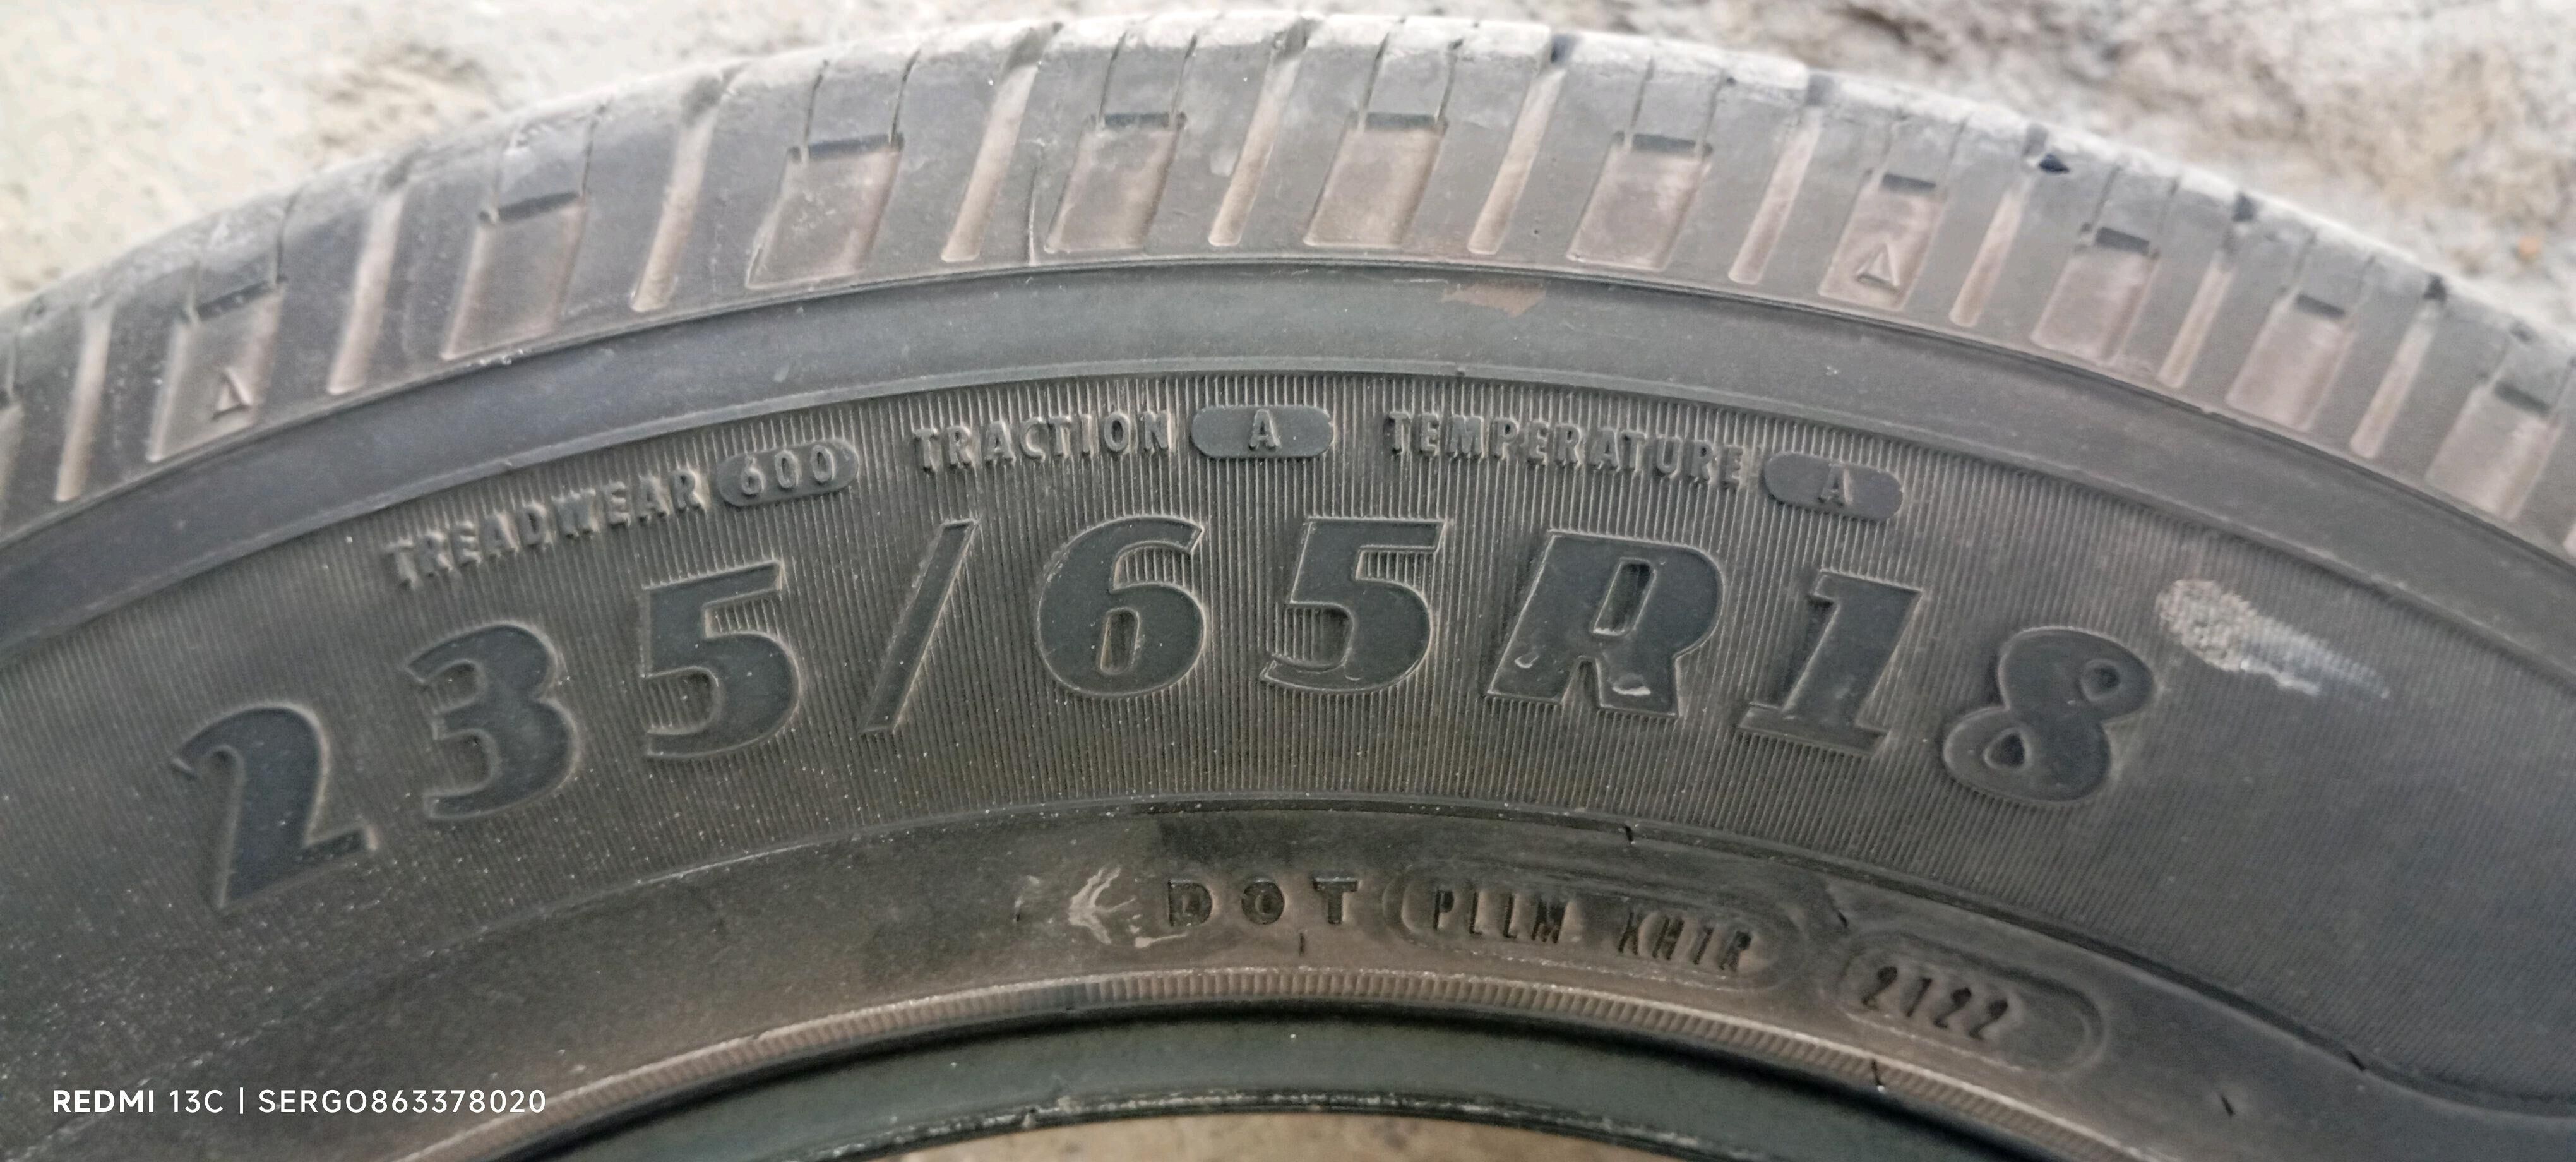 TREADWEAR 600 TRACTION A TEMPERATURE A
235/65R18
DOT PLLM KH1R 2122
REDMI 13C | SERGO863378020